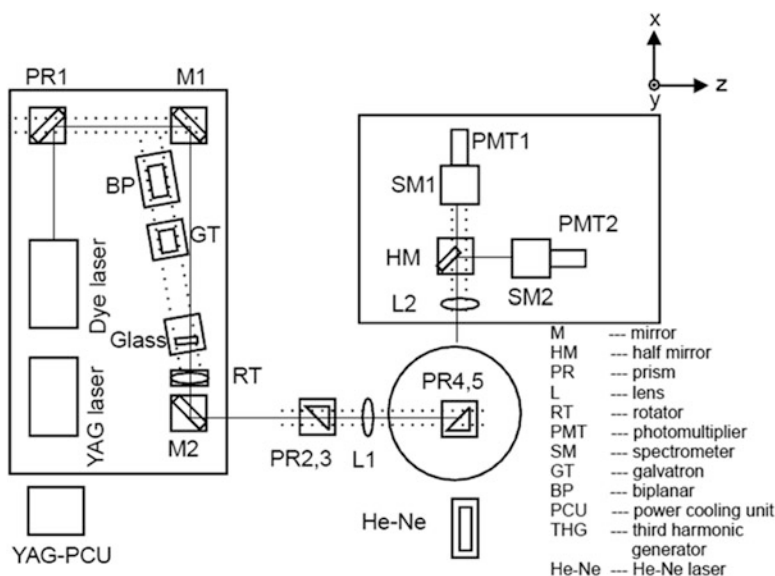 x
z
y
PR1
M1
PMT1
SM1
BP
PMT2
GT
HM
SM2
Dye laser
L2
Glass
M --- mirror
HM --- half mirror
PR --- prism
L --- lens
RT --- rotator
PMT --- photomultiplier
SM --- spectrometer
GT --- galvatron
BP --- biplanar
PCU --- power cooling unit
THG --- third harmonic
generator
He-Ne --- He-Ne laser
RT
PR4,5
YAG laser
M2
PR2,3
L1
He-Ne
YAG-PCU